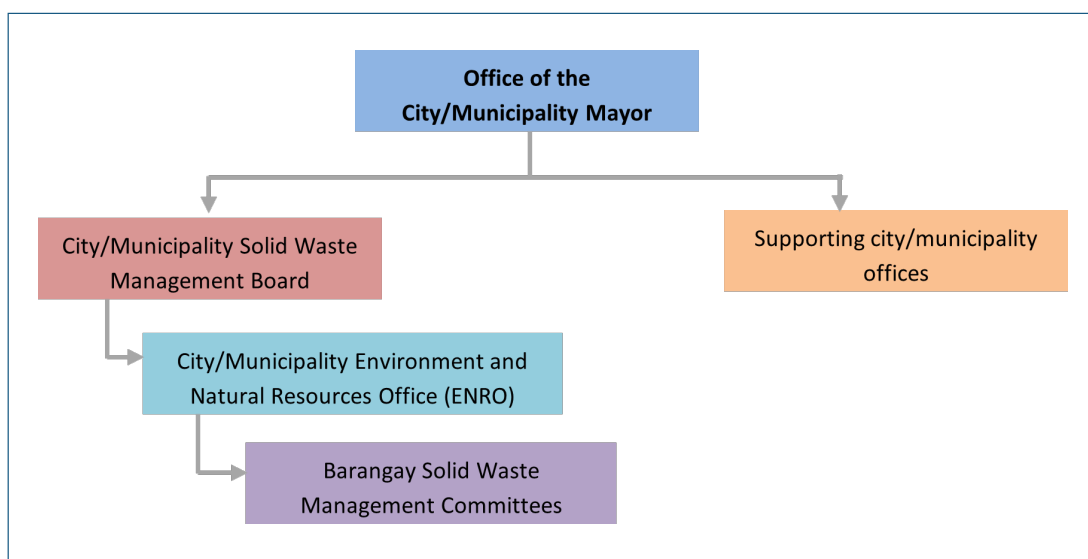 Office of the
City/Municipality Mayor
City/Municipality Solid Waste
Management Board
Supporting city/municipality
offices
City/Municipality Environment and
Natural Resources Office (ENRO)
Barangay Solid Waste
Management Committees